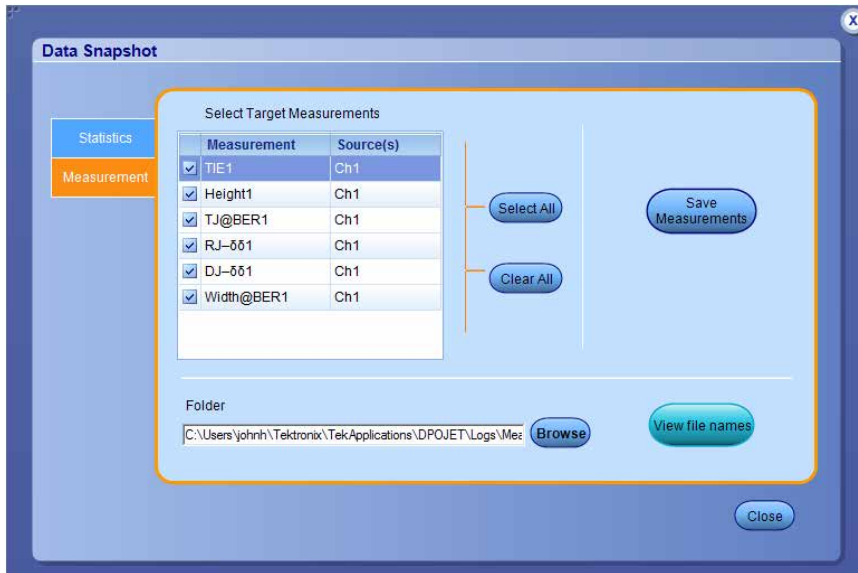 X
Data Snapshot
Statistics
Measurement
Select Target Measurements
Measurement Source(s)
TIE1 Ch1
Height1 Ch1
TJ@BER1 Ch1
RJ–δδ1 Ch1
DJ–δδ1 Ch1
Width@BER1 Ch1
Select All
Clear All
Save
Measurements
Folder
C:\Users\johnh\Tektronix\TekApplications\DPOJET\Logs\Mea
Browse
View file names
Close